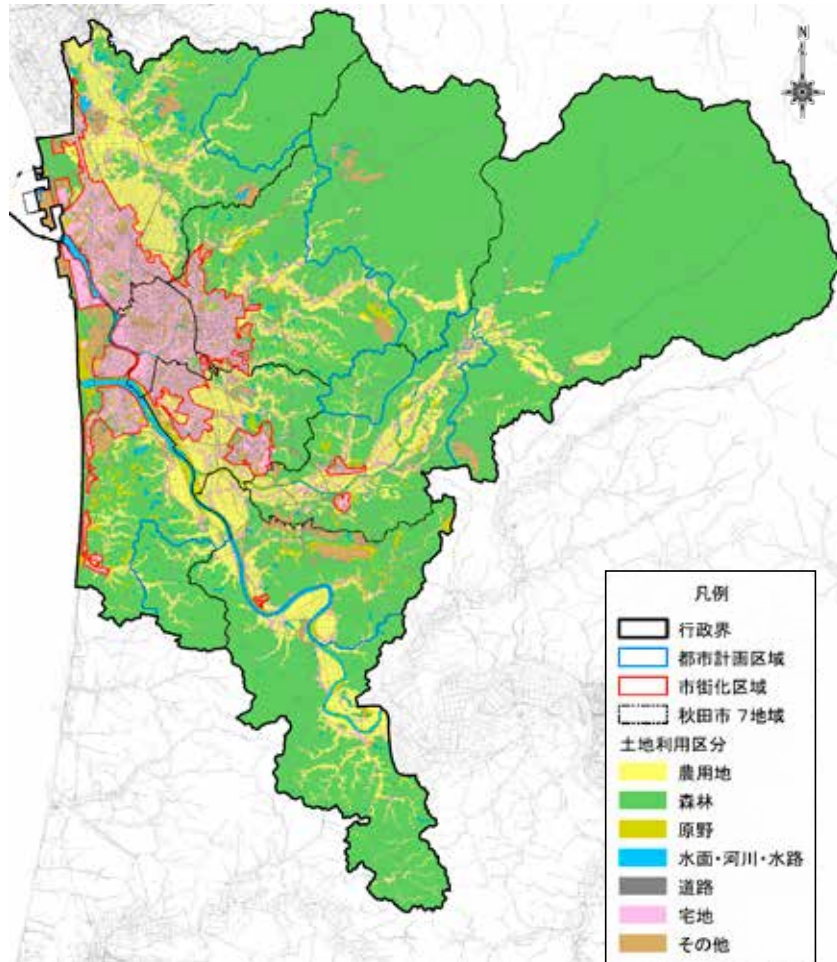 N
凡例
行政界
都市計画区域
市街化区域
秋田市 7地域
土地利用区分
農用地
森林
原野
水面・河川・水路
道路
宅地
その他